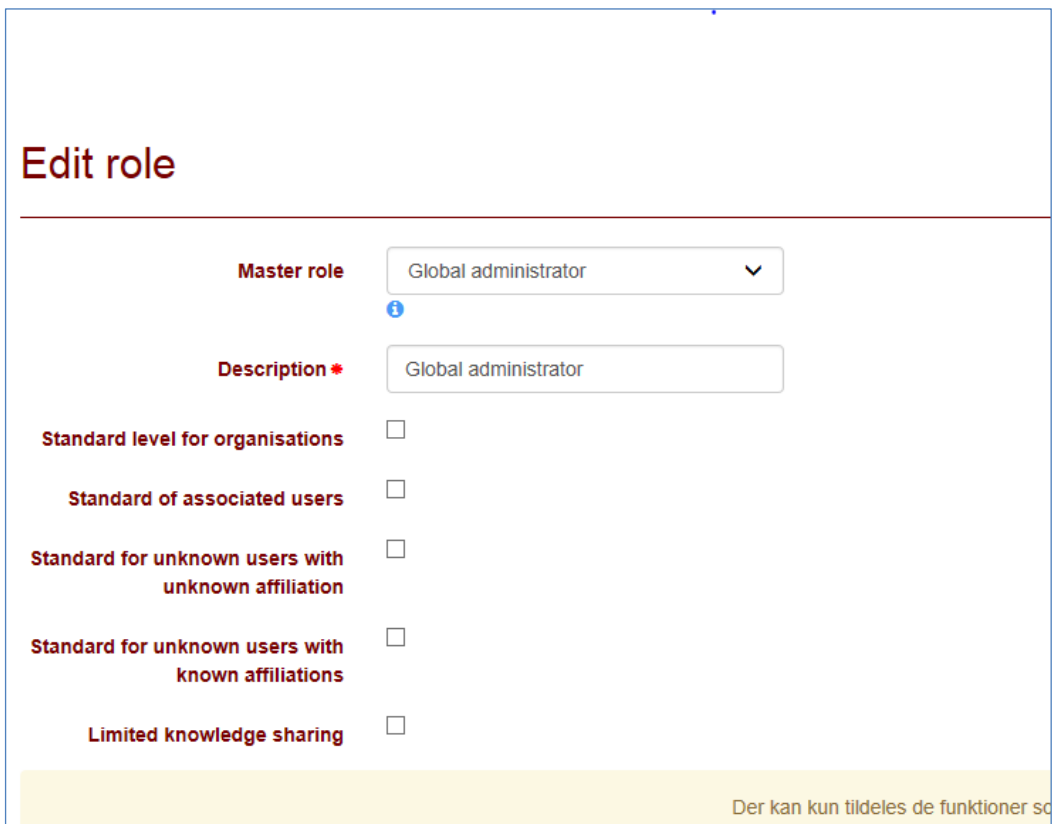 Edit role
Master role
Global administrator
Description *
Global administrator
Standard level for organisations
Standard of associated users
Standard for unknown users with
unknown affiliation
Standard for unknown users with
known affiliations
Limited knowledge sharing
Der kan kun tildeles de funktioner